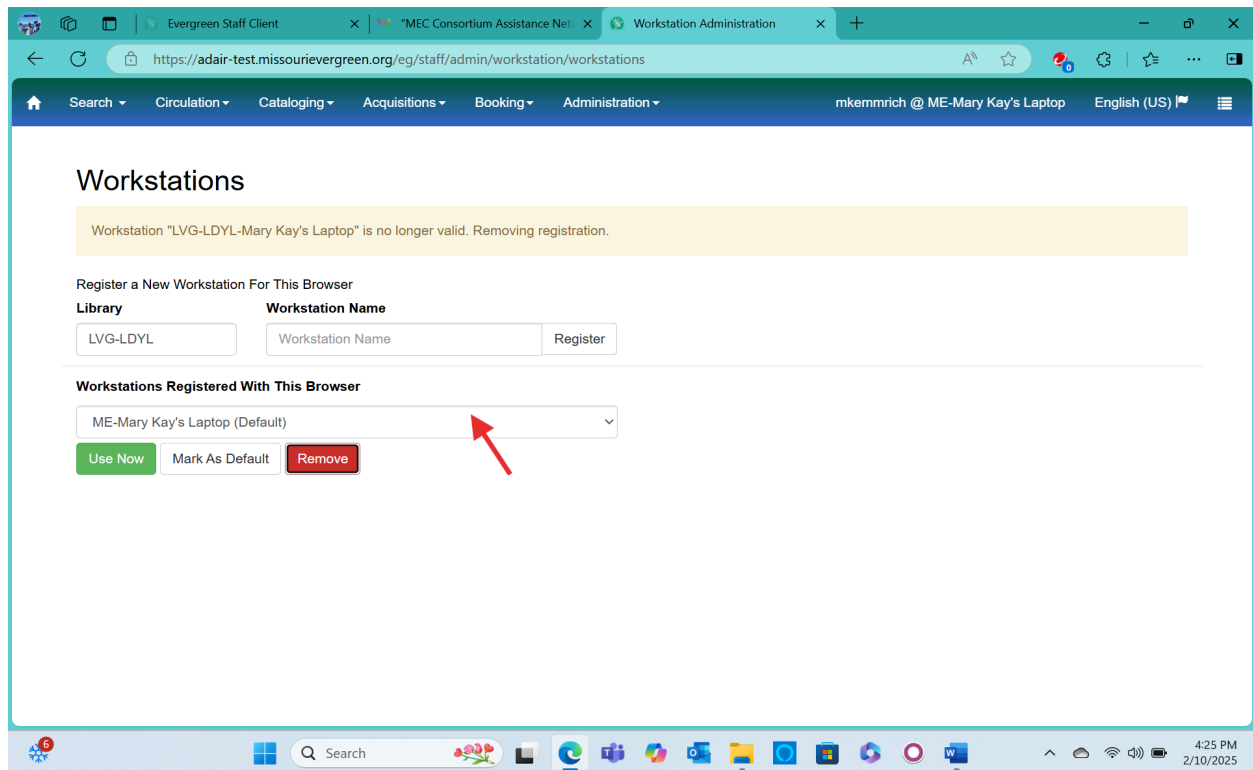 Evergreen Staff Client
"MEC Consortium Assistance Net
Workstation Administration
https://adair-test.missourievergreen.org/eg/staff/admin/workstation/workstations
0
Search Circulation Cataloging Acquisitions Booking Administration mkemmrich @ ME-Mary Kay's Laptop English (US)
Workstations
Workstation "LVG-LDYL-Mary Kay's Laptop" is no longer valid. Removing registration.
Register a New Workstation For This Browser
Library Workstation Name
LVG-LDYL Workstation Name Register
Workstations Registered With This Browser
ME-Mary Kay's Laptop (Default)
Use Now Mark As Default Remove
6
Search
4:25 PM
2/10/2025